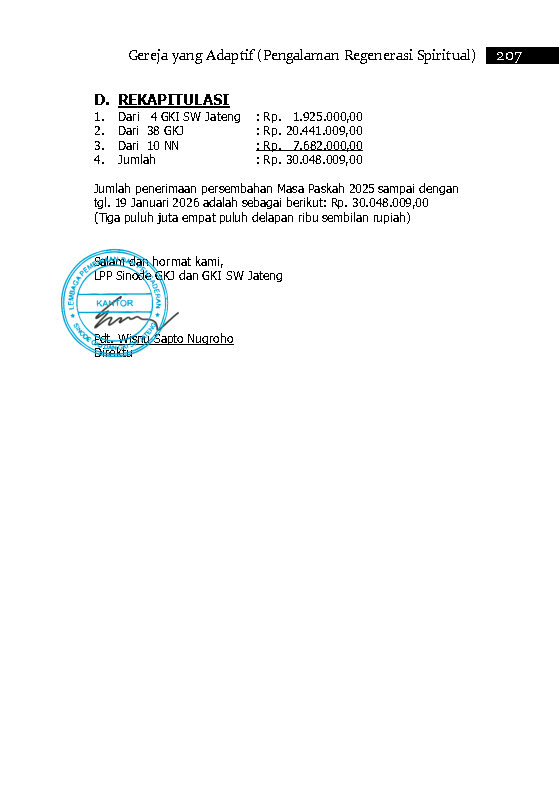 Gereja yang Adaptif (Pengalaman Regenerasi Spiritual) 207
D. REKAPITULASI
1. Dari 4 GKI SW Jateng : Rp. 1.925.000,00
2. Dari 38 GKJ : Rp. 20.441.009,00
3. Dari 10 NN : Rp. 7.682.000,00
4. Jumlah : Rp. 30.048.009,00
Jumlah penerimaan persembahan Masa Paskah 2025 sampai dengan
tgl. 19 Januari 2026 adalah sebagai berikut: Rp. 30.048.009,00
(Tiga puluh juta empat puluh delapan ribu sembilan rupiah)
Salam dan hormat kami,
LPP Sinode GKJ dan GKI SW Jateng
KANTOR
Pdt. Wisnu Sapto Nugroho
Direktu